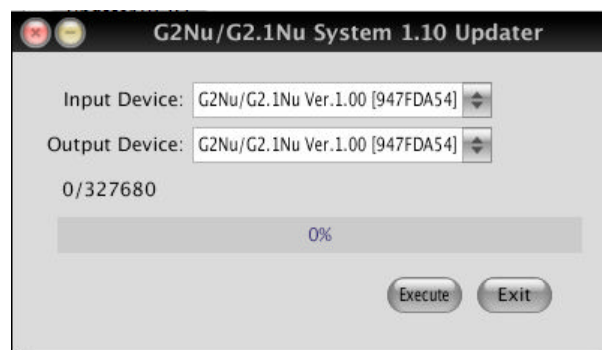 G2Nu/G2.1Nu System 1.10 Updater
Input Device: G2Nu/G2.1Nu Ver.1.00 [947FDA54]
Output Device: G2Nu/G2.1Nu Ver.1.00 [947FDA54]
0/327680
0%
Execute Exit